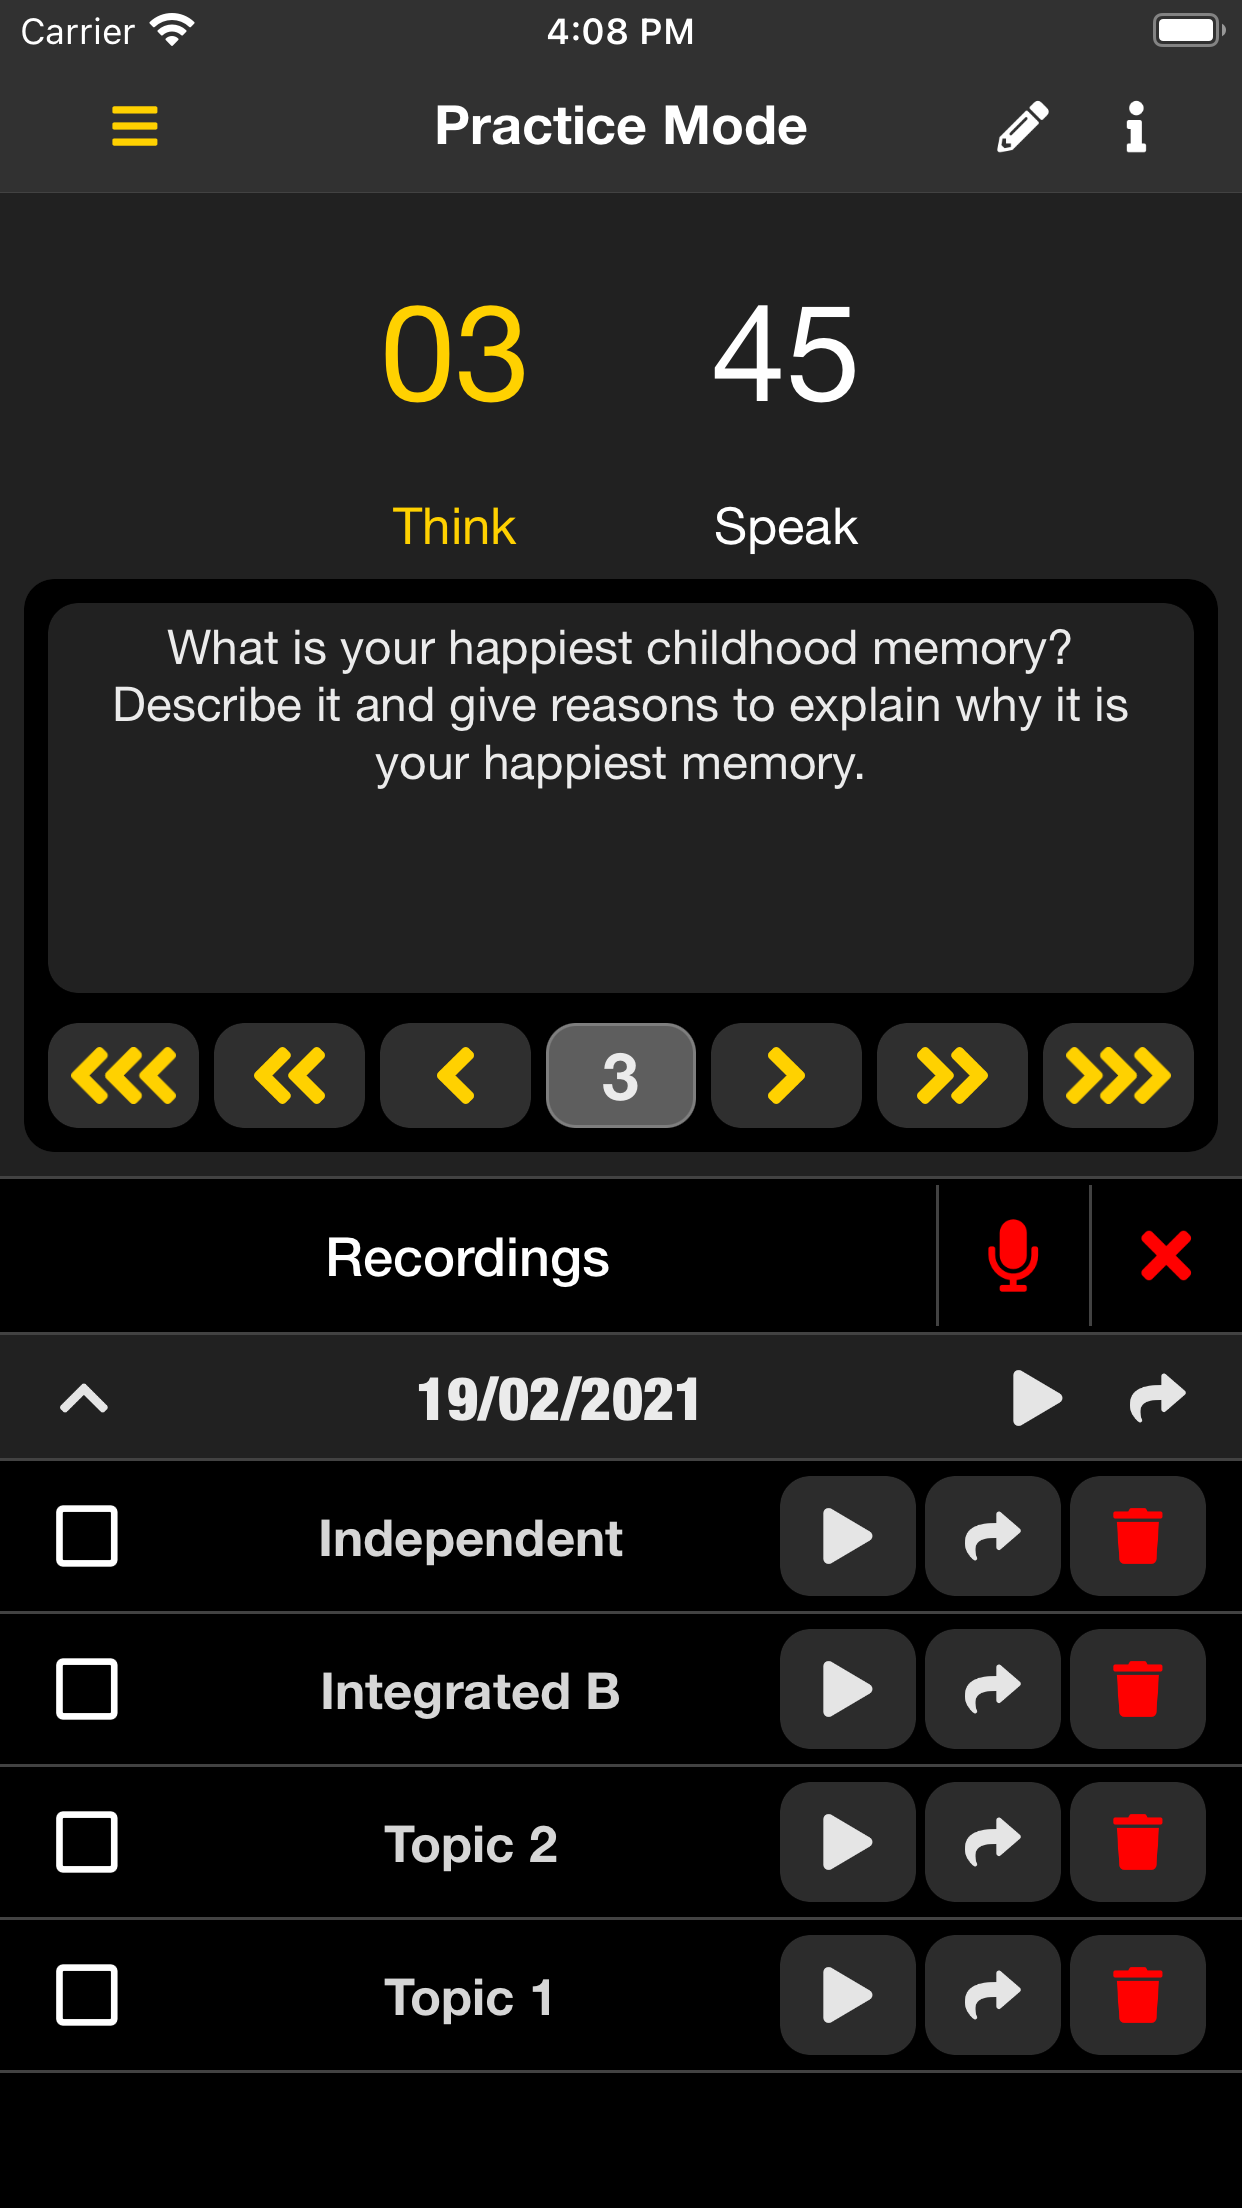 Carrier 4:08 PM
Practice Mode
03 45
Think Speak
What is your happiest childhood memory?
Describe it and give reasons to explain why it is
your happiest memory.
3
Recordings
19/02/2021
Independent
Integrated B
Topic 2
Topic 1